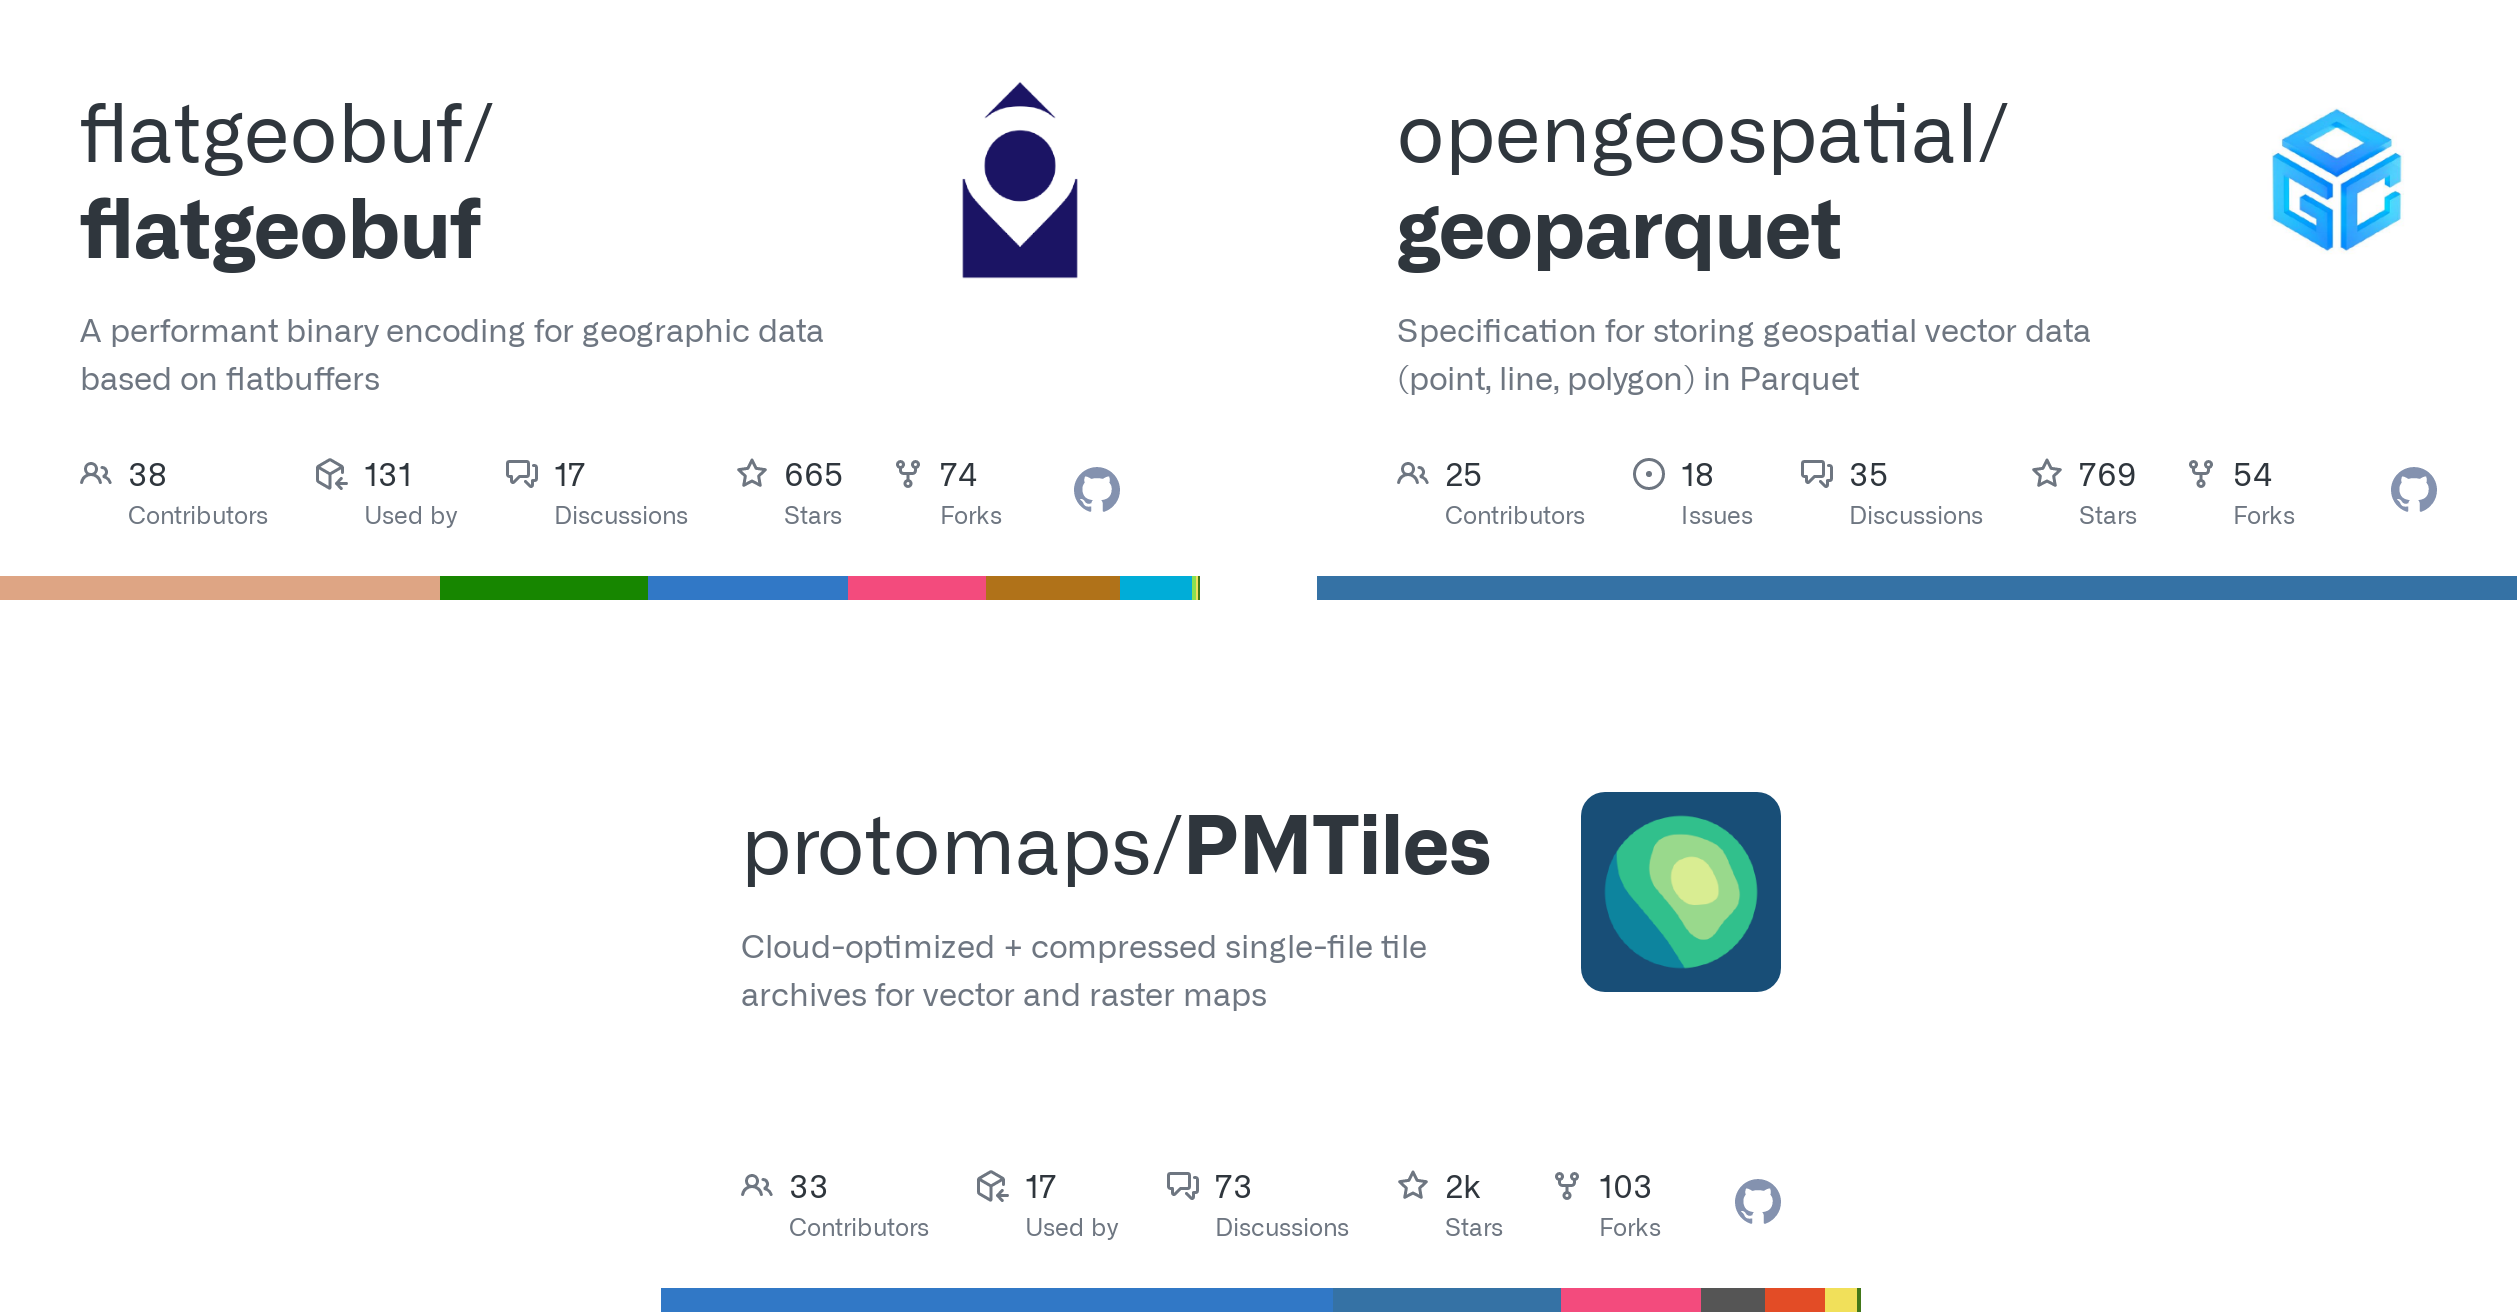 flatgeobuf/
flatgeobuf
A performant binary encoding for geographic data
based on flatbuffers
38
Contributors
131
Used by
17
Discussions
665
Stars
74
Forks
opengeospatial/
geoparquet
OGC
Specification for storing geospatial vector data
(point, line, polygon) in Parquet
25
Contributors
18
Issues
35
Discussions
769
Stars
54
Forks
protomaps/PMTiles
Cloud-optimized + compressed single-file tile
archives for vector and raster maps
33
Contributors
17
Used by
73
Discussions
2k
Stars
103
Forks